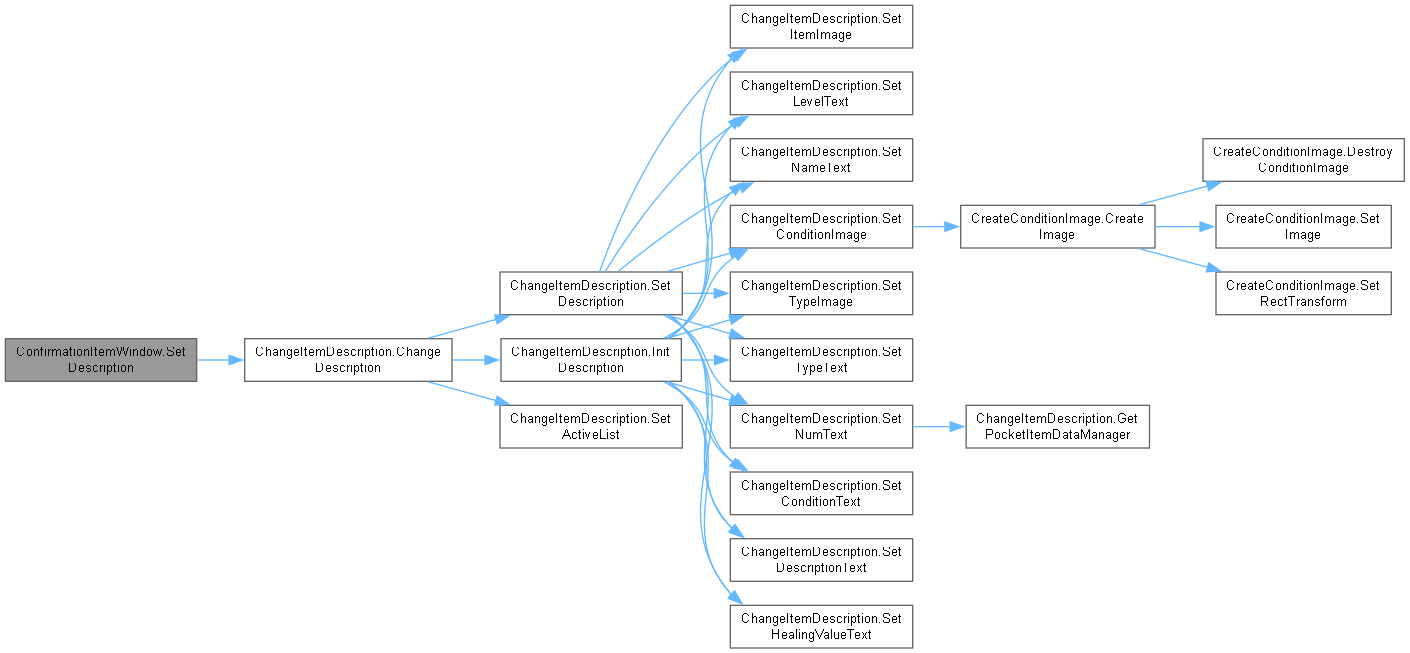 ConfirmationItemWindow.Set
Description
ChangeItemDescription.Change
Description
ChangeItemDescription.Set
Description
ChangeItemDescription.Init
Description
ChangeItemDescription.Set
ActiveList
ChangeItemDescription.Set
ItemImage
ChangeItemDescription.Set
LevelText
ChangeItemDescription.Set
NameText
ChangeItemDescription.Set
ConditionImage
ChangeItemDescription.Set
TypeImage
ChangeItemDescription.Set
TypeText
ChangeItemDescription.Set
NumText
ChangeItemDescription.Set
ConditionText
ChangeItemDescription.Set
DescriptionText
ChangeItemDescription.Set
HealingValueText
CreateConditionImage.Create
Image
ChangeItemDescription.Get
PocketItemDataManager
CreateConditionImage.Destroy
ConditionImage
CreateConditionImage.Set
Image
CreateConditionImage.Set
RectTransform